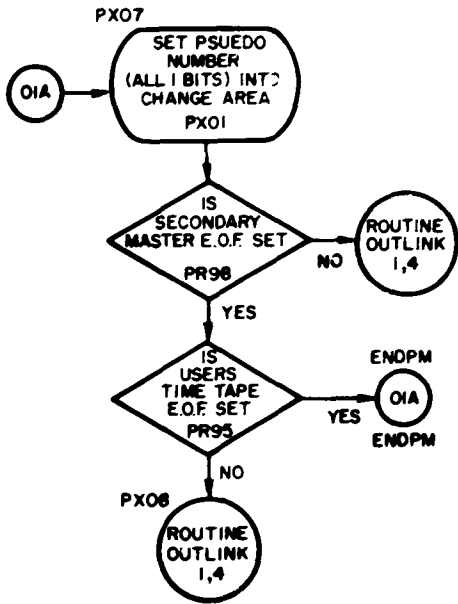 PX07
SET PSUEDO
NUMBER
(ALL 1 BITS) INTO
CHANGE AREA
PX01
01A
IS
SECONDARY
MASTER E.O.F. SET
PR96
NO
ROUTINE
OUTLINK
1,4
YES
IS
USERS
TIME TAPE
E.O.F. SET
PR95
YES
ENDPM
01A
ENDPM
NO
PX08
ROUTINE
OUTLINK
1,4